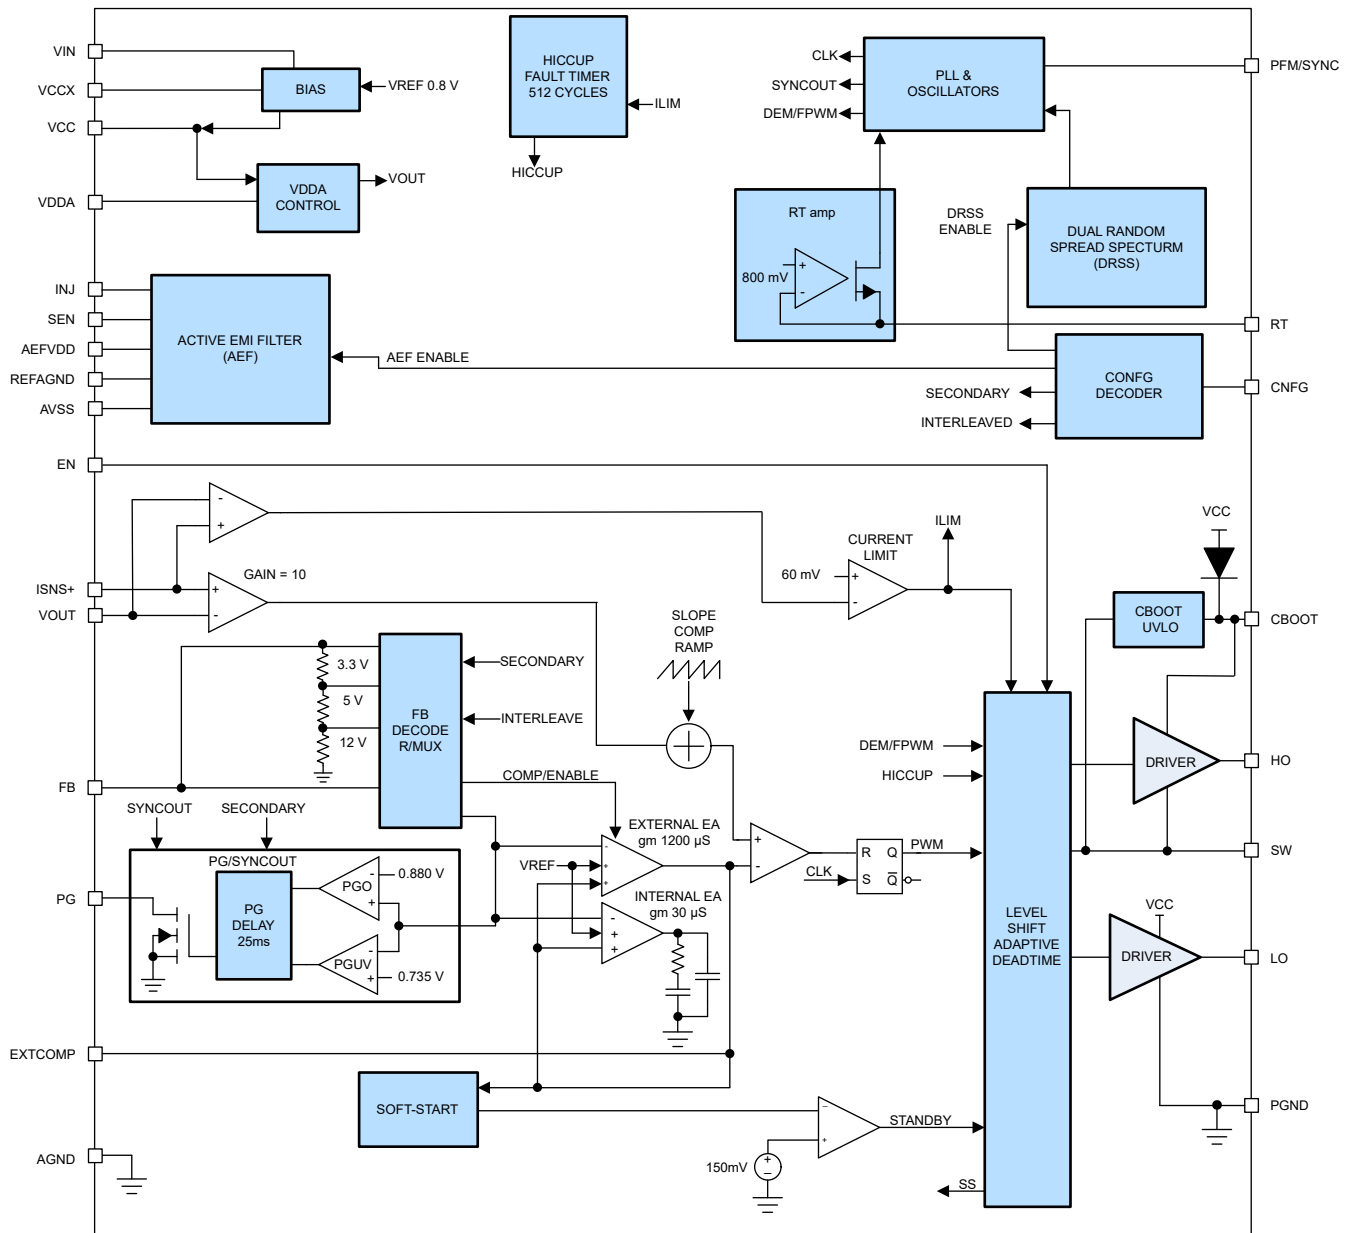 VIN
VCCX
VCC
VDDA
BIAS
VREF 0.8 V
VDDA
CONTROL
VOUT
HICCUP
FAULT TIMER
512 CYCLES
ILIM
HICCUP
CLK
SYNCOUT
DEM/FPWM
PLL &
OSCILLATORS
PFM/SYNC
RT amp
800 mV
+
-
DRSS
ENABLE
DUAL RANDOM
SPREAD SPECTURM
(DRSS)
RT
INJ
SEN
AEFVDD
REFAGND
AVSS
ACTIVE EMI FILTER
(AEF)
AEF ENABLE
SECONDARY
INTERLEAVED
CONFG
DECODER
CNFG
EN
-
+
ISNS+
VOUT
+
-
GAIN = 10
60 mV
+
-
CURRENT
LIMIT
ILIM
VCC
CBOOT
UVLO
CBOOT
SLOPE
COMP
RAMP
3.3 V
5 V
12 V
FB
DECODE
R/MUX
SECONDARY
INTERLEAVE
COMP/ENABLE
FB
SYNCOUT
SECONDARY
PG/SYNCOUT
PG
DELAY
25ms
PGO
-
+
0.880 V
PGUV
-
+
0.735 V
PG
VREF
EXTERNAL EA
gm 1200 µS
-
+
+
INTERNAL EA
gm 30 µS
-
+
+
+
-
CLK
R
Q
S
Q
PWM
DEM/FPWM
HICCUP
LEVEL
SHIFT
ADAPTIVE
DEADTIME
DRIVER
HO
SW
VCC
DRIVER
LO
PGND
EXTCOMP
SOFT-START
−
+
150mV
+
−
STANDBY
SS
AGND